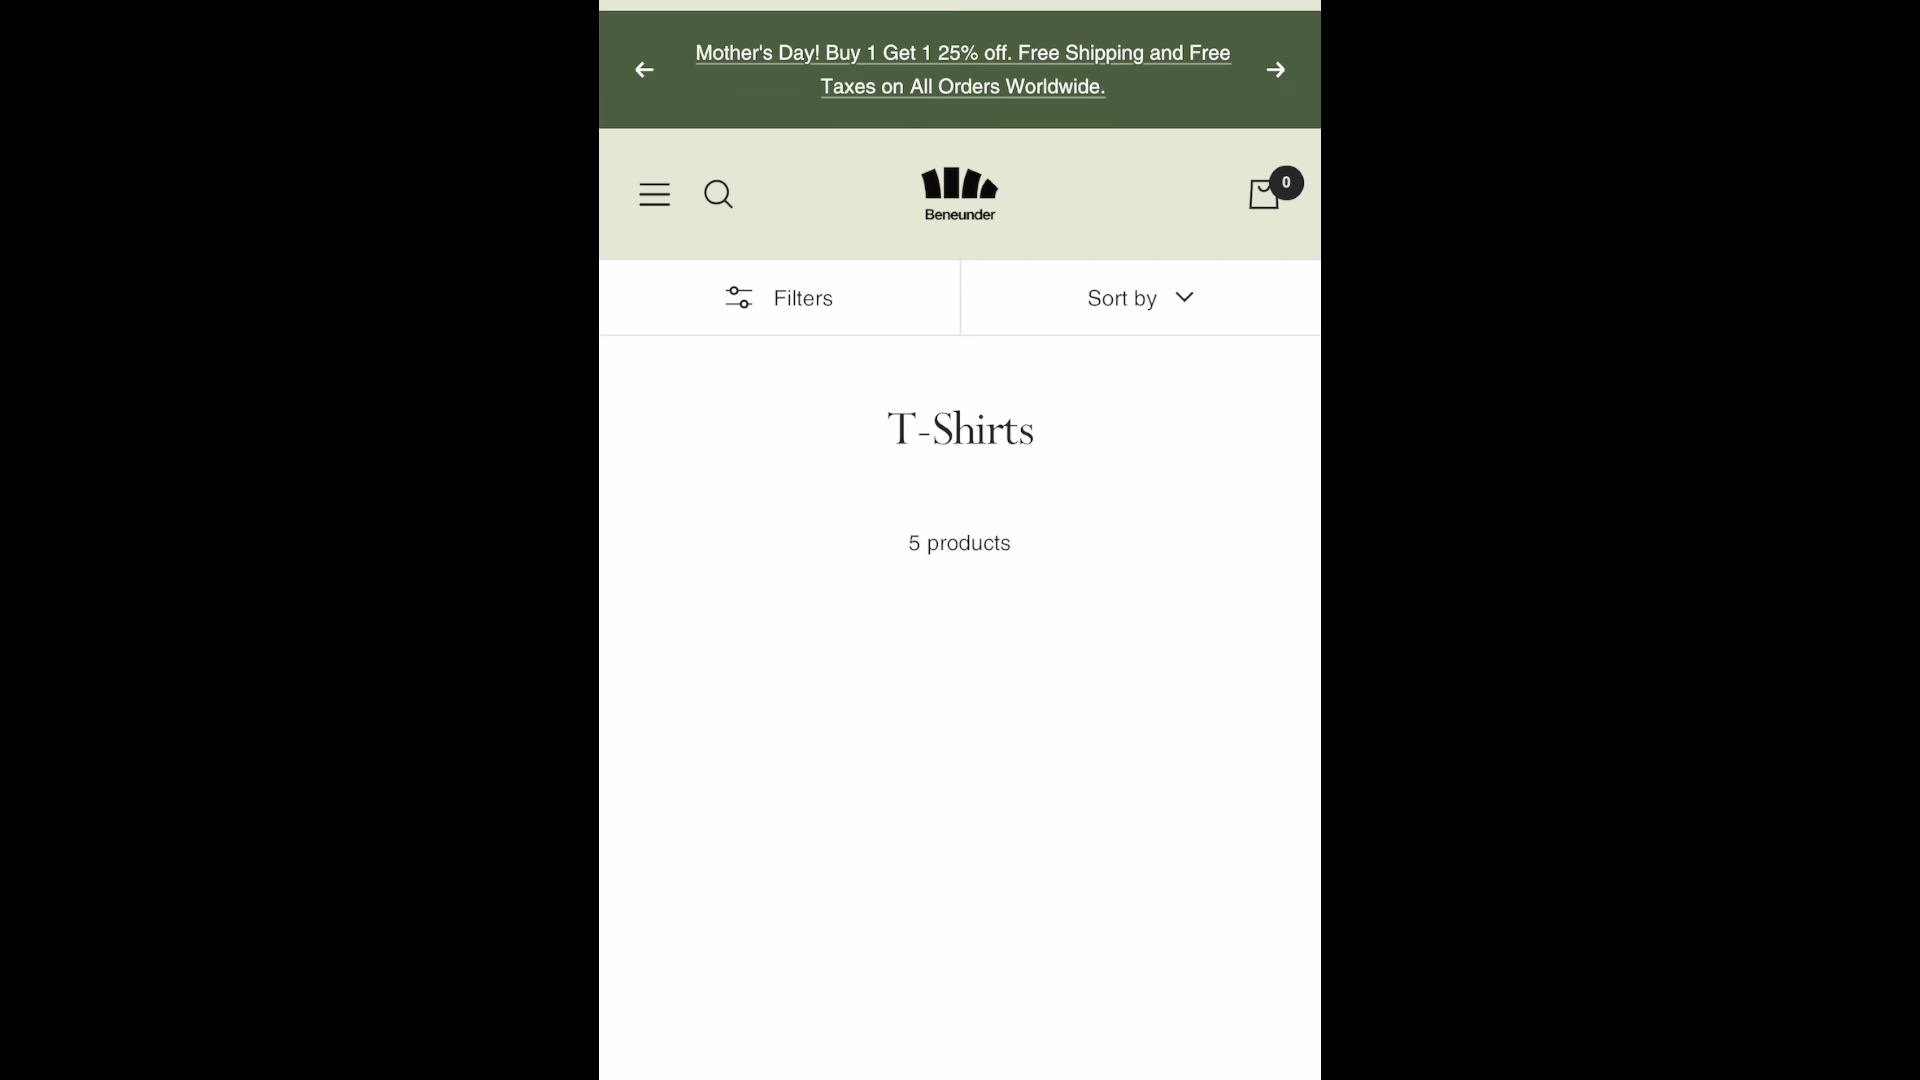 Mother's Day! Buy 1 Get 1 25% off. Free Shipping and Free
Taxes on All Orders Worldwide.
Beneunder
0
Filters
Sort by
T-Shirts
5 products